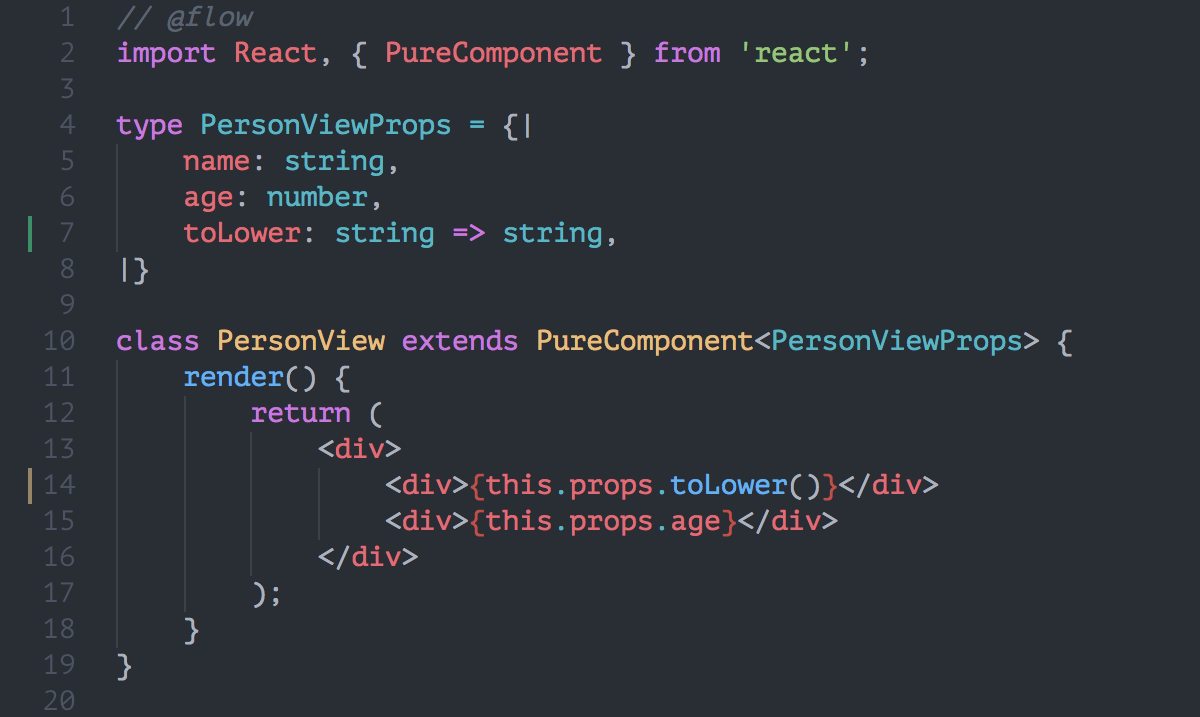 1 // @flow
2 import React, { PureComponent } from 'react';
3
4 type PersonViewProps = {|
5     name: string,
6     age: number,
7     toLower: string => string,
8 |}
9
10 class PersonView extends PureComponent<PersonViewProps> {
11     render() {
12         return (
13             <div>
14                 <div>{this.props.toLower()}</div>
15                 <div>{this.props.age}</div>
16             </div>
17         );
18     }
19 }
20